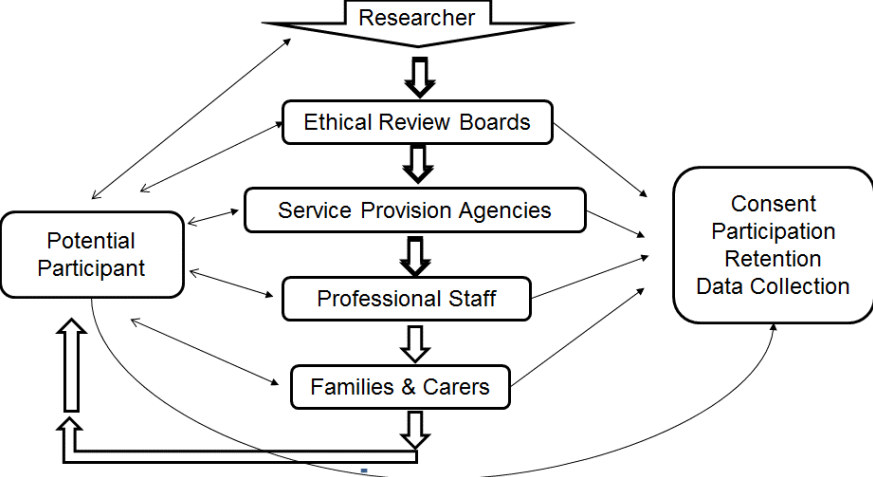 Researcher
Ethical Review Boards
Service Provision Agencies
Potential
Participant
Professional Staff
Families & Carers
Consent
Participation
Retention
Data Collection